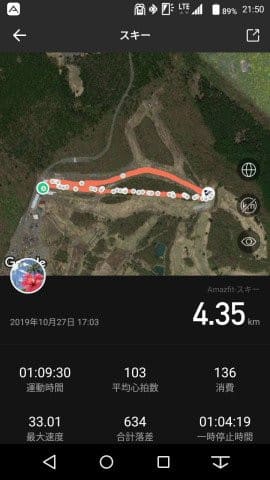 LTE 89% 21:50
スキー
Google
Amazfit-スキー
2019年10月27日 17:03
4.35 km
01:09:30 103 136
運動時間 平均心拍数 消費
33.01 634 01:04:19
最大速度 合計落差 一時停止時間